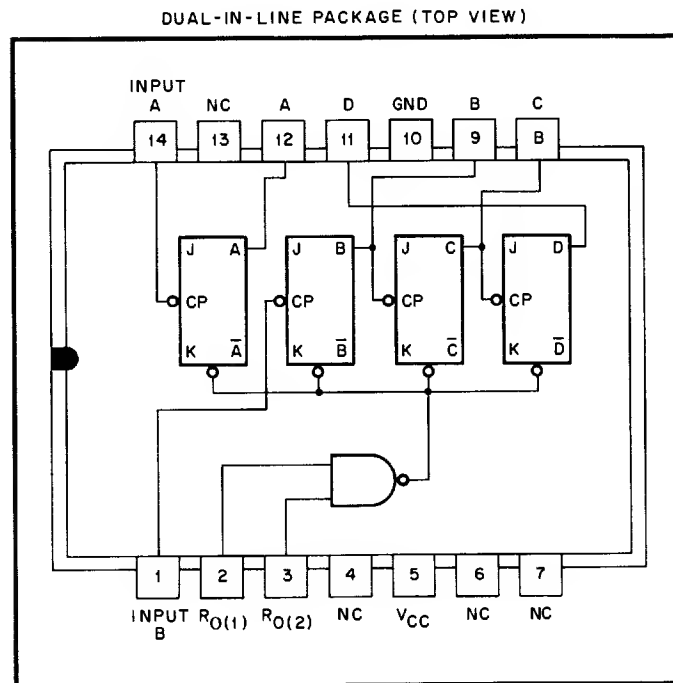 DUAL-IN-LINE PACKAGE (TOP VIEW)
INPUT
A NC A D GND B C
14 13 12 11 10 9 B
J A J B J C J D
CP CP CP CP
K A̅ K B̅ K C̅ K D̅
1 2 3 4 5 6 7
INPUT R0(1) R0(2) NC VCC NC NC
B